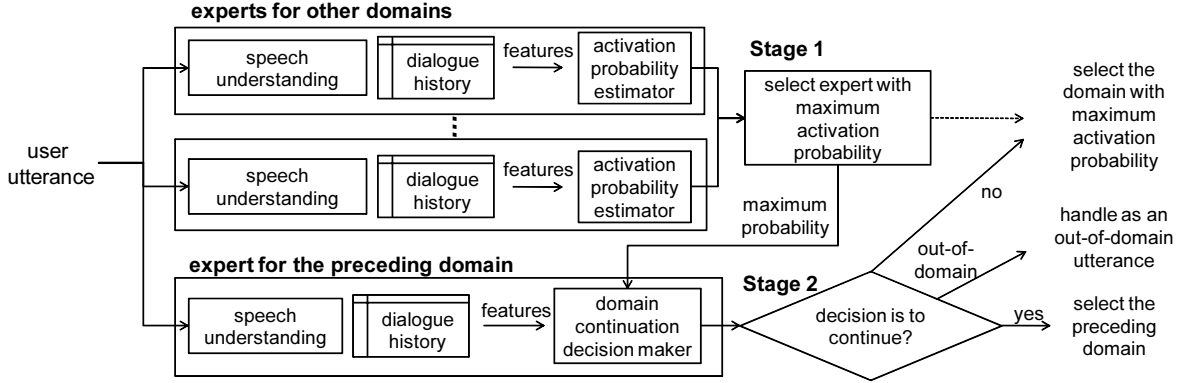 experts for other domains
speech
understanding
dialogue
history
features
activation
probability
estimator
Stage 1
select expert with
maximum
activation
probability
select the
domain with
maximum
activation
probability
user
utterance
speech
understanding
dialogue
history
features
activation
probability
estimator
maximum
probability
no
handle as an
out-of-domain
utterance
out-of-
domain
expert for the preceding domain
speech
understanding
dialogue
history
features
domain
continuation
decision maker
Stage 2
decision is to
continue?
yes
select the
preceding
domain